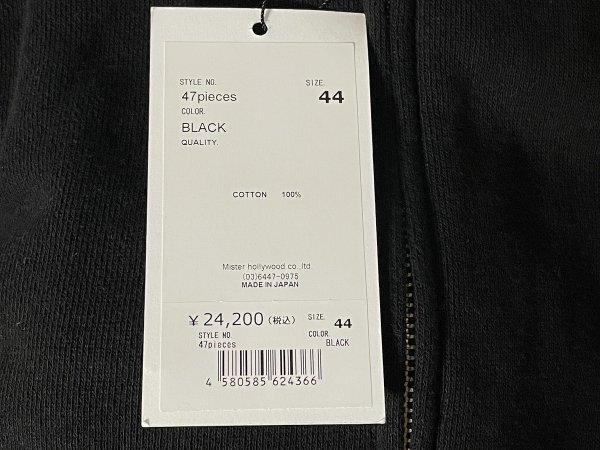 STYLE NO. SIZE.
47pieces 44
COLOR.
BLACK
QUALITY.
COTTON 100%
Mister hollywood co.,ltd.
(03)6447-0975
MADE IN JAPAN
¥ 24,200 (税込) SIZE. 44
STYLE NO. COLOR.
47pieces BLACK
4 580585 624366